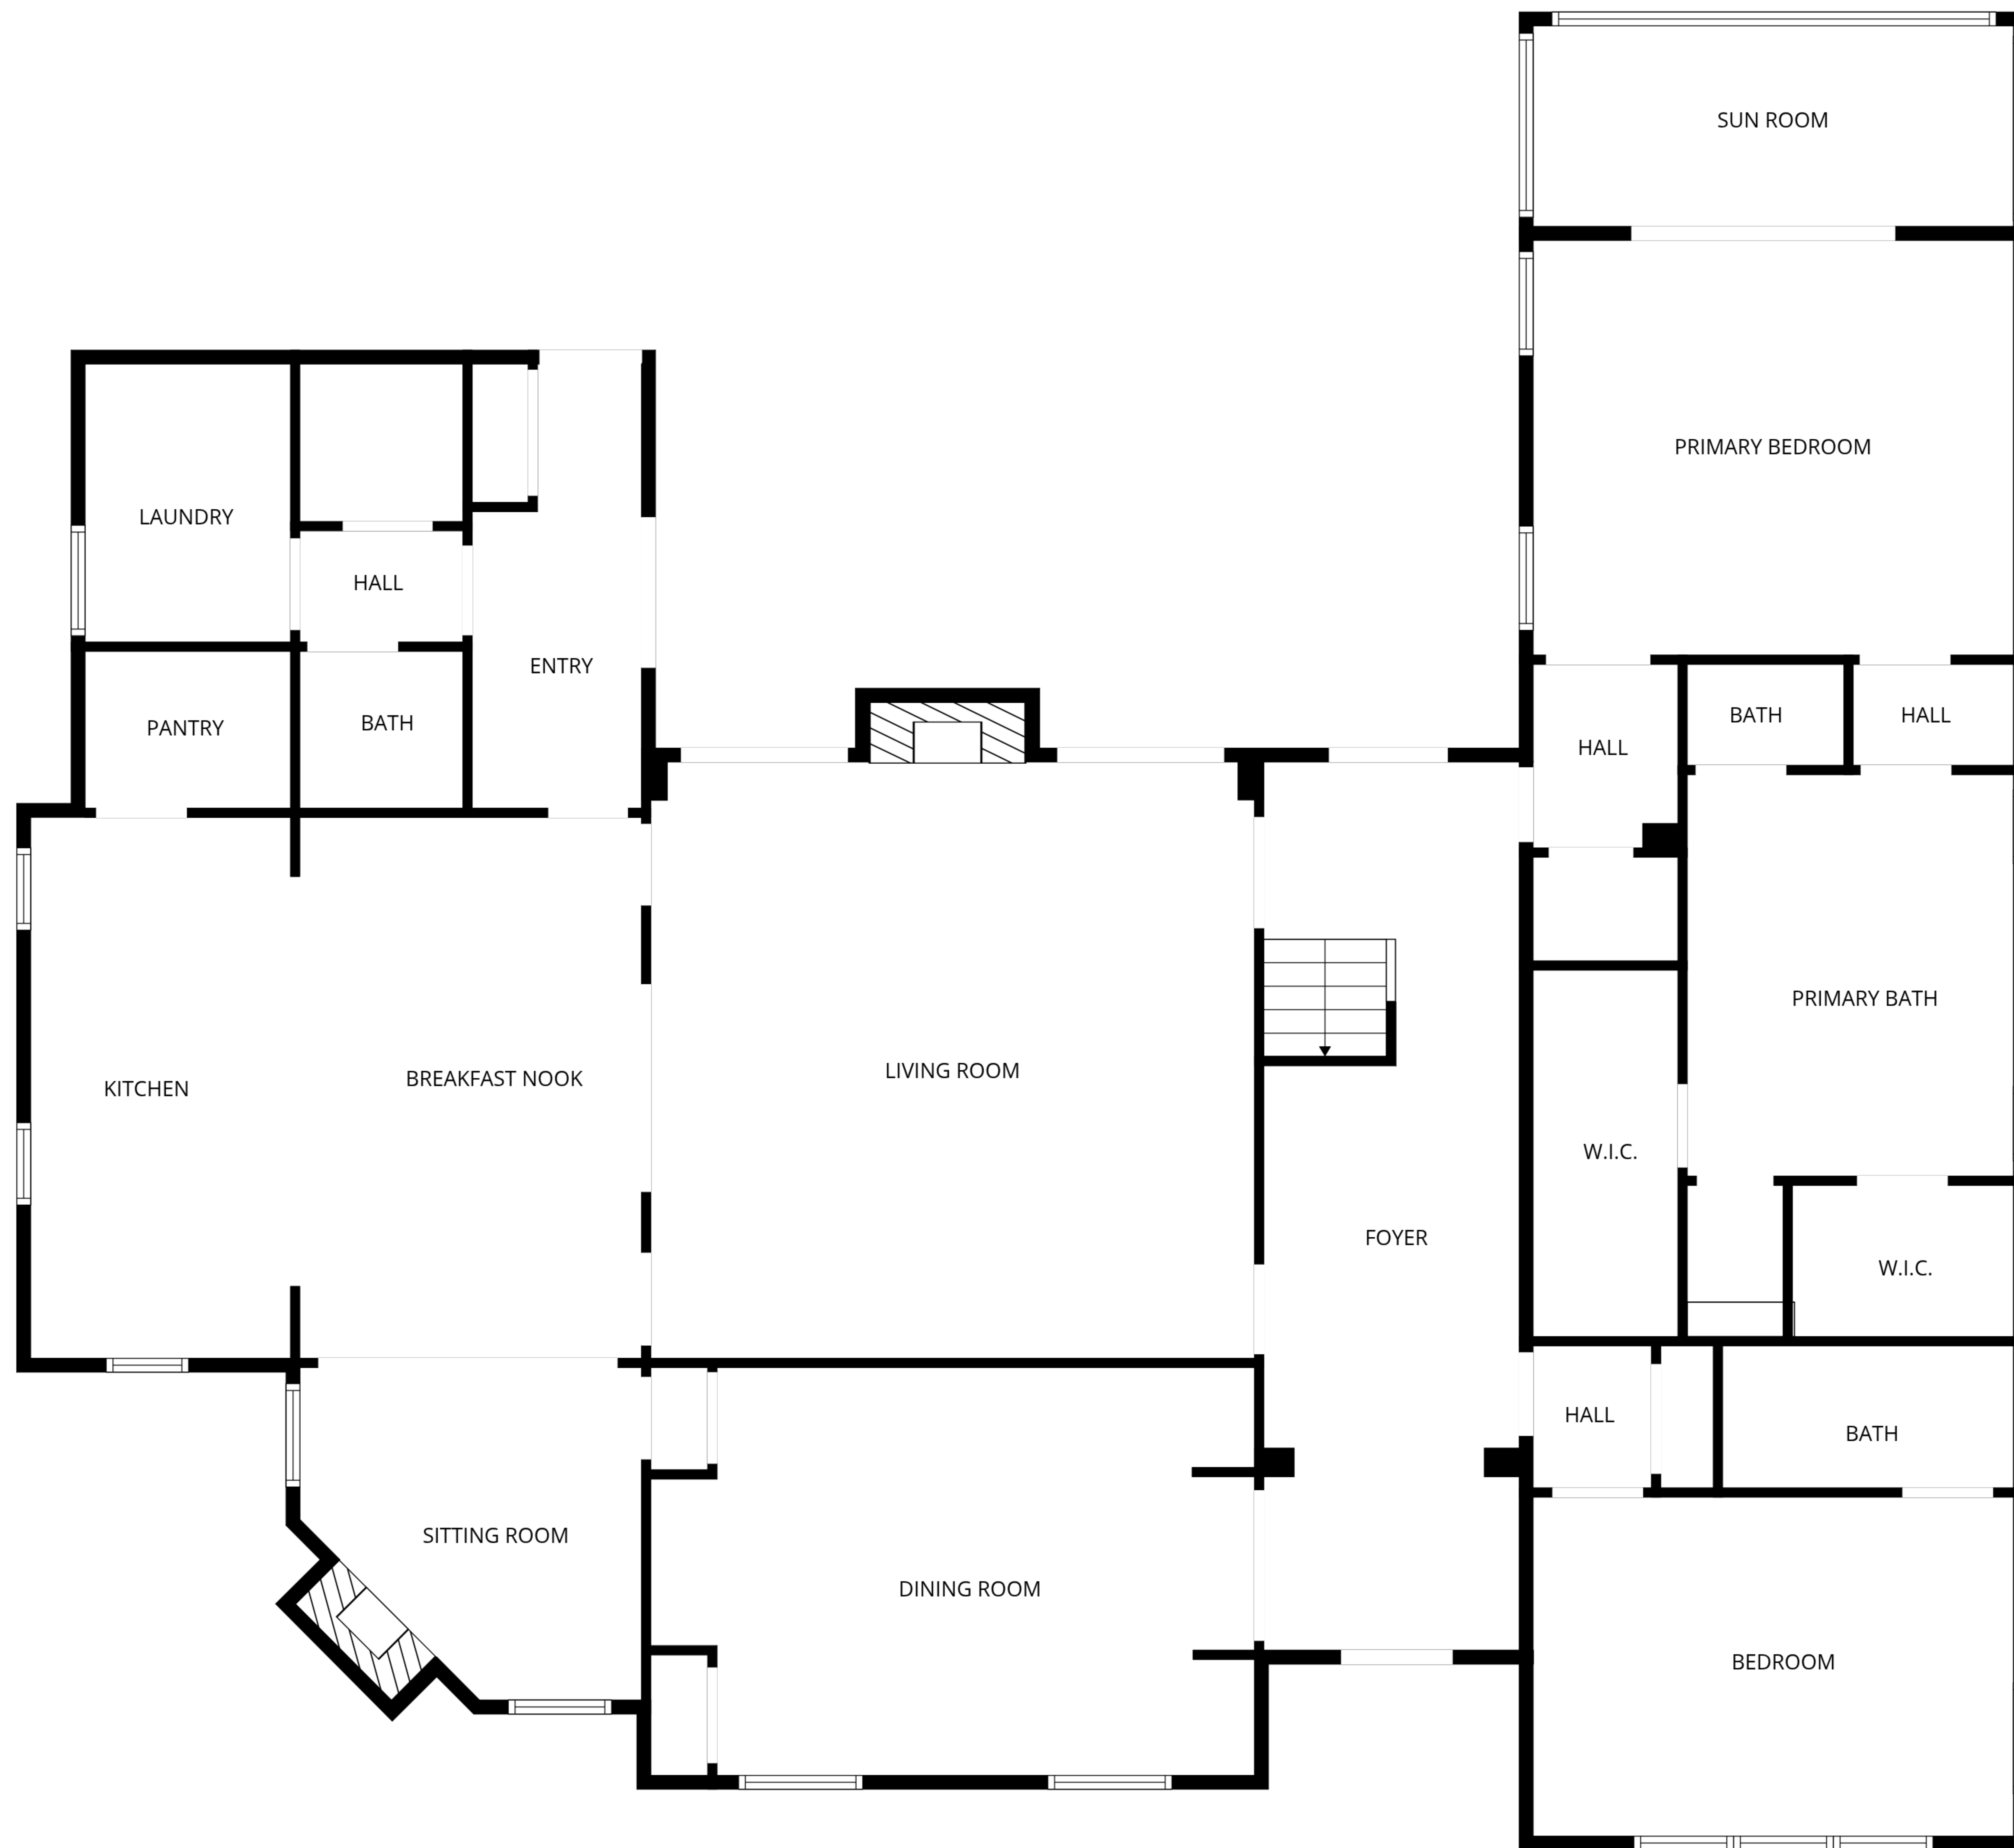 SUN ROOM
PRIMARY BEDROOM
LAUNDRY
HALL
ENTRY
PANTRY
BATH
BATH
HALL
HALL
PRIMARY BATH
KITCHEN
BREAKFAST NOOK
LIVING ROOM
W.I.C.
FOYER
W.I.C.
HALL
BATH
SITTING ROOM
DINING ROOM
BEDROOM